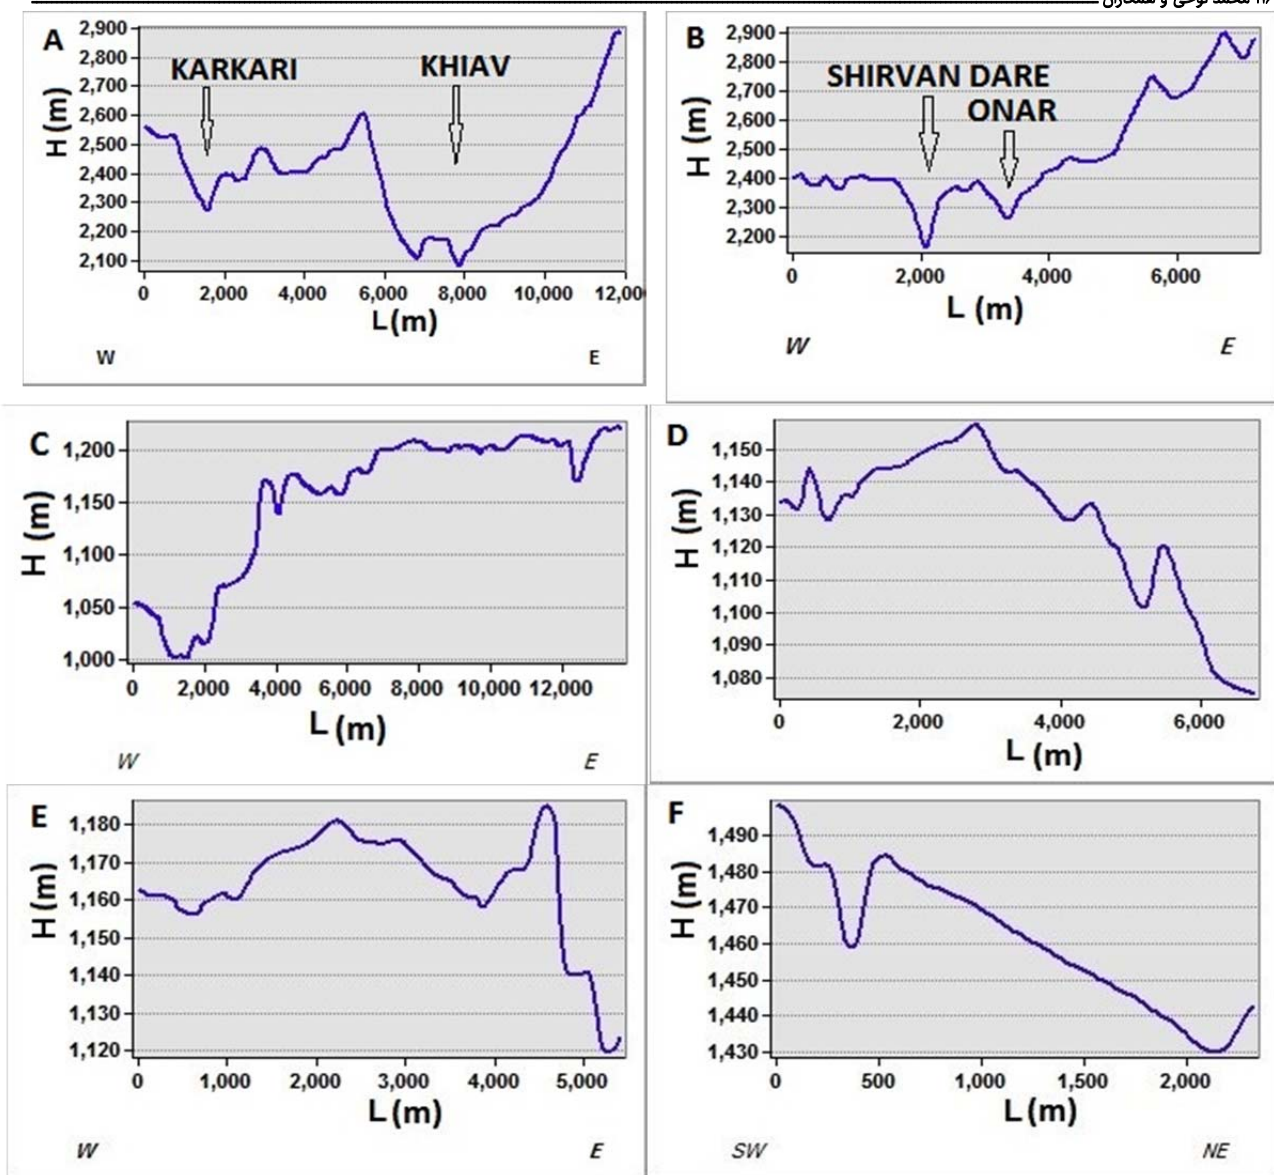 محمد نوعی و همکاران
A
KARKARI
KHIAV
H (m)
2,900
2,800
2,700
2,600
2,500
2,400
2,300
2,200
2,100
0 2,000 4,000 6,000 8,000 10,000 12,00
L(m)
W E
B
SHIRVAN DARE
ONAR
H (m)
2,900
2,800
2,700
2,600
2,500
2,400
2,300
2,200
0 2,000 4,000 6,000
L (m)
W E
C
H (m)
1,200
1,150
1,100
1,050
1,000
0 2,000 4,000 6,000 8,000 10,000 12,000
L (m)
W E
D
H (m)
1,150
1,140
1,130
1,120
1,110
1,100
1,090
1,080
0 2,000 4,000 6,000
L (m)
E
H (m)
1,180
1,170
1,160
1,150
1,140
1,130
1,120
0 1,000 2,000 3,000 4,000 5,000
L(m)
W E
F
H (m)
1,490
1,480
1,470
1,460
1,450
1,440
1,430
0 500 1,000 1,500 2,000
L(m)
SW NE